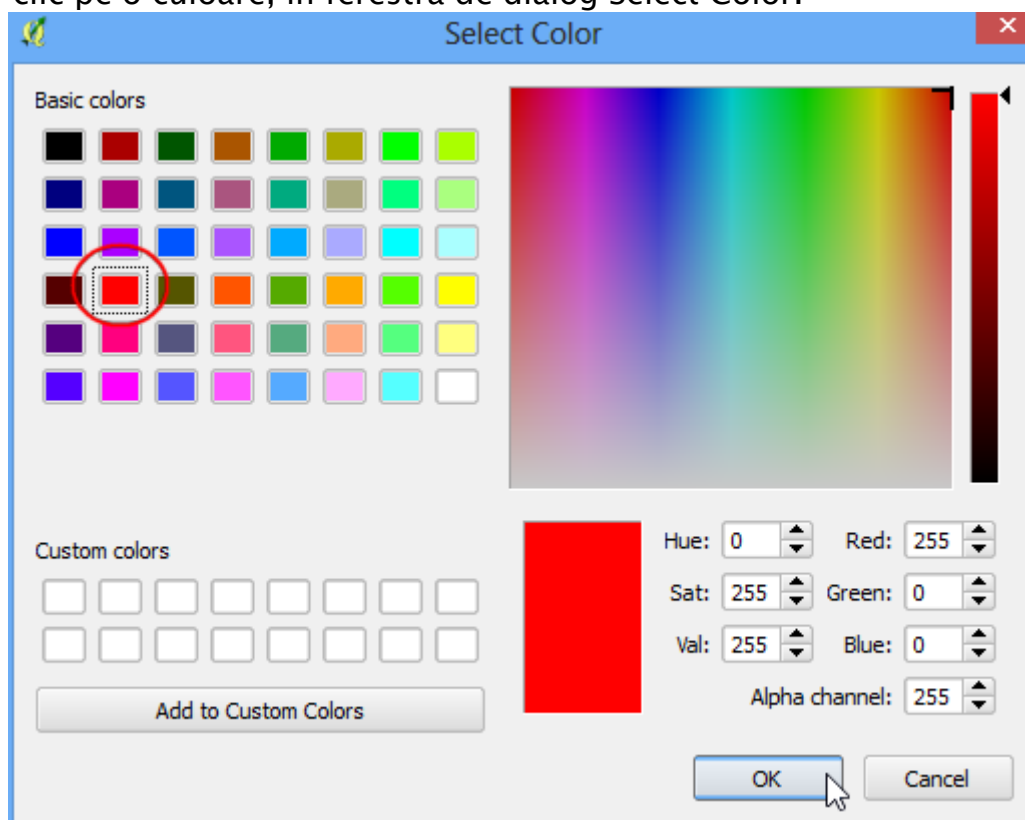 clic pe o culoare, în ferestra de dialog Select Color.
Select Color
Basic colors
Custom colors
Add to Custom Colors
Hue: 0 Red: 255
Sat: 255 Green: 0
Val: 255 Blue: 0
Alpha channel: 255
OK Cancel